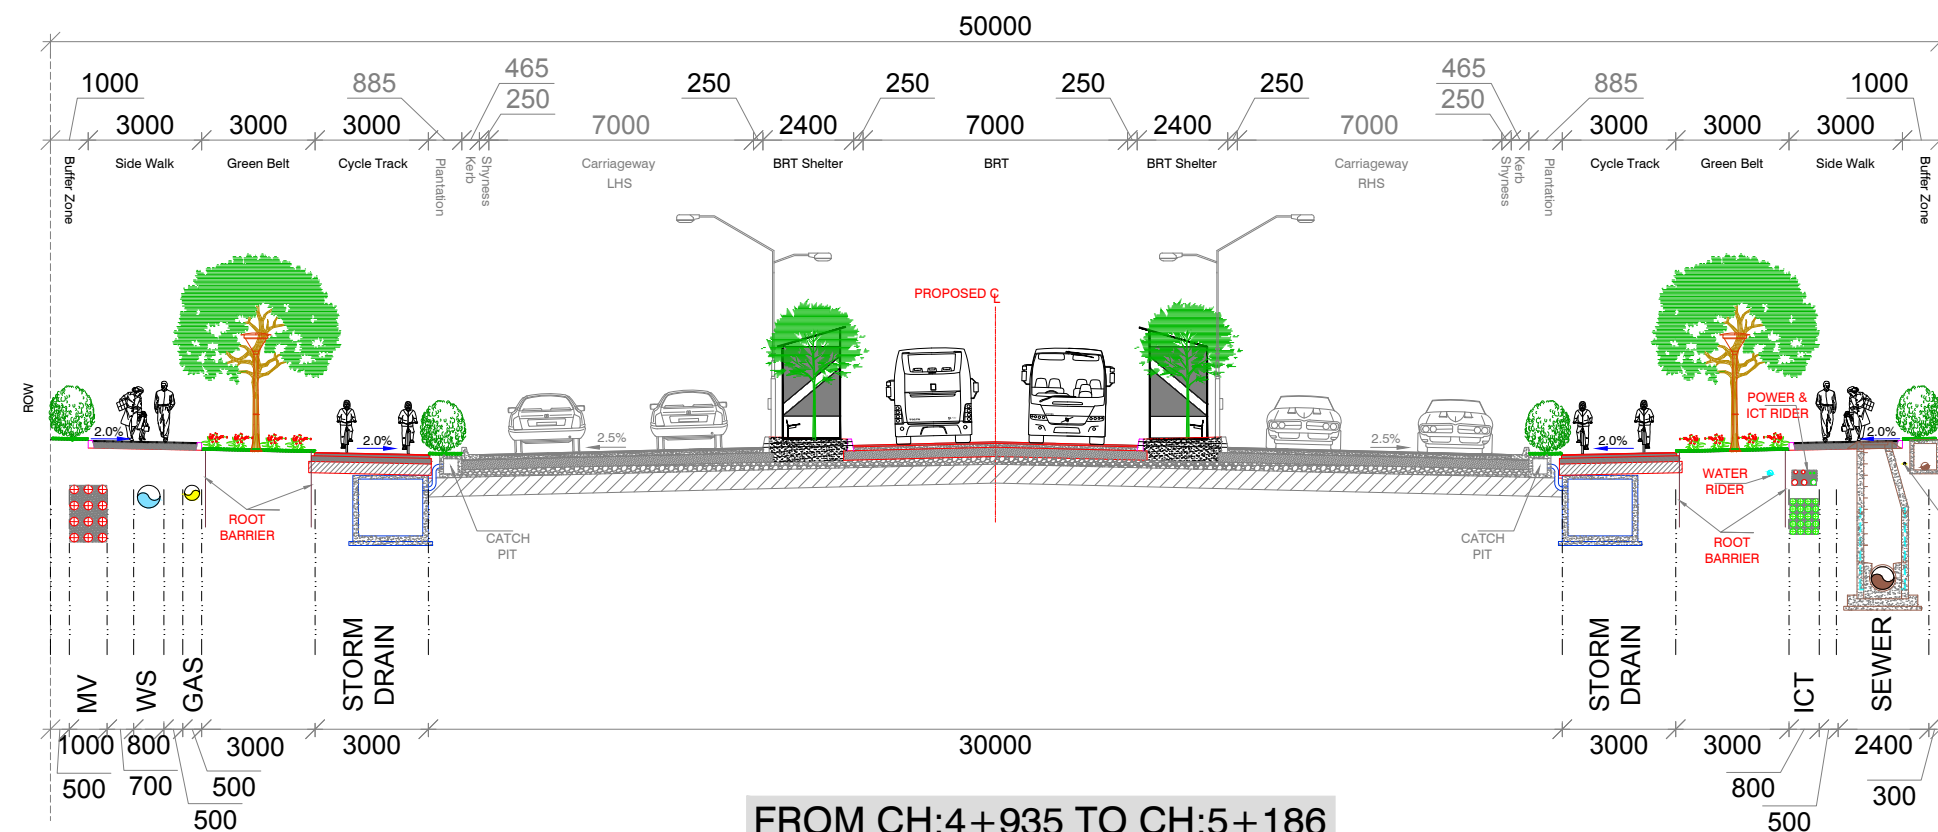 50000
1000 885 465 250 250 250 250 465 885 1000
250 250
3000 3000 3000 7000 2400 7000 2400 7000 3000 3000 3000
Buffer Zone
Side Walk
Green Belt
Cycle Track
Plantation
Kerb
Shyness
Carriageway
LHS
BRT Shelter
BRT
BRT Shelter
Carriageway
RHS
Shyness
Kerb
Plantation
Cycle Track
Green Belt
Side Walk
Buffer Zone
PROPOSED ℄
ROW
POWER &
ICT RIDER
2.0%
2.0%
2.5%
2.5%
2.0%
2.0%
WATER
RIDER
ROOT
BARRIER
CATCH
PIT
CATCH
PIT
ROOT
BARRIER
MV
WS
GAS
STORM
DRAIN
STORM
DRAIN
ICT
SEWER
1000 800 3000 3000 30000 3000 3000 2400
500 700 500 800 300
500 500
FROM CH:4+935 TO CH:5+186